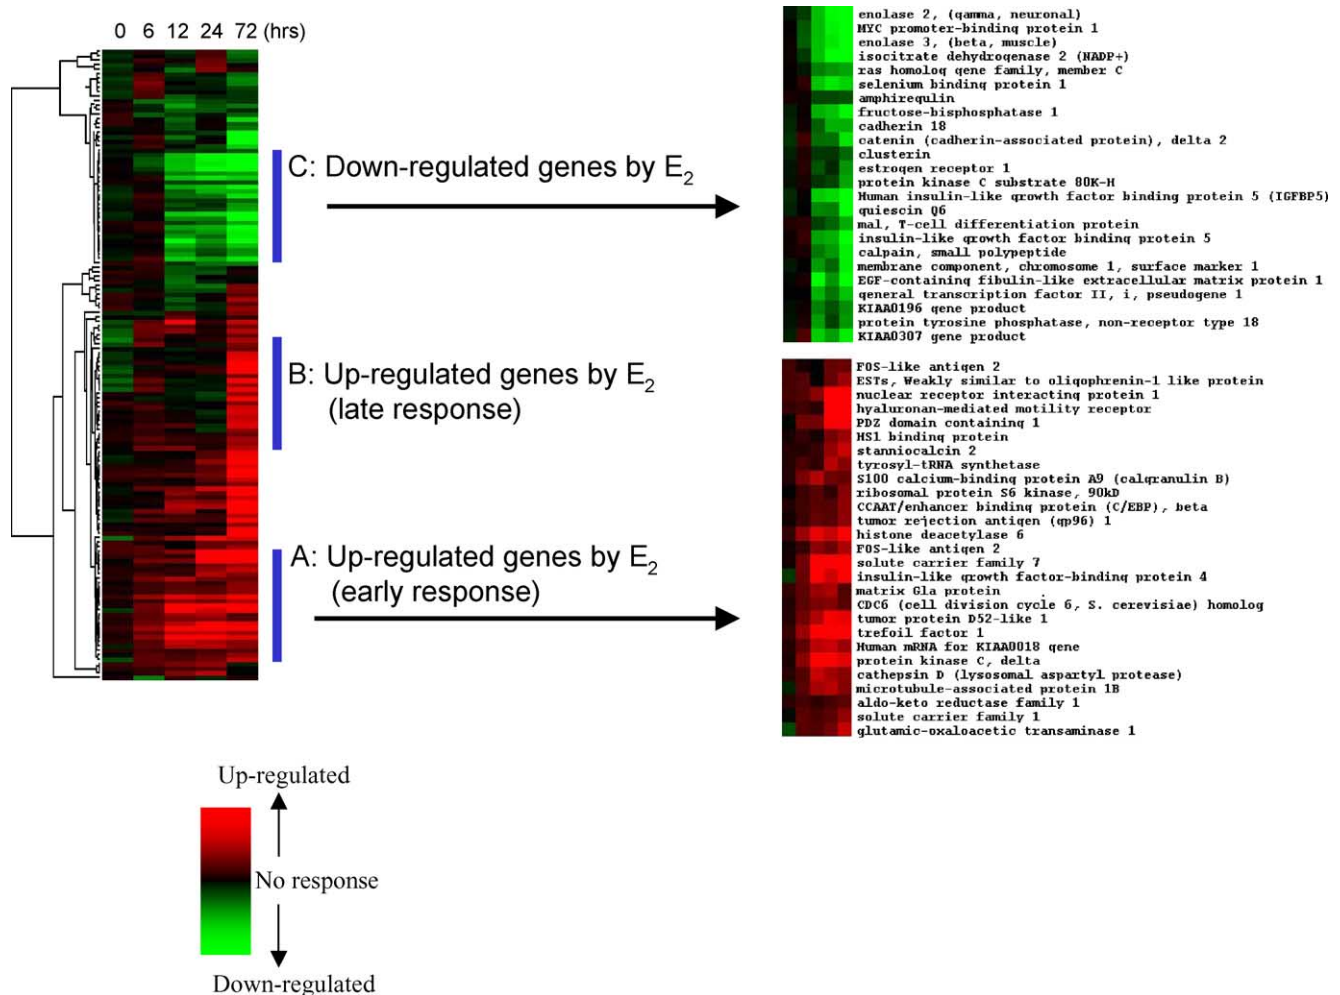 0 6 12 24 72 (hrs)
C: Down-regulated genes by E2
B: Up-regulated genes by E2
(late response)
A: Up-regulated genes by E2
(early response)
enolase 2, (gamma, neuronal)
MYC promoter-binding protein 1
enolase 3, (beta, muscle)
isocitrate dehydrogenase 2 (NADP+)
ras homolog gene family, member C
selenium binding protein 1
amphiregulin
fructose-bisphosphatase 1
cadherin 18
catenin (cadherin-associated protein), delta 2
clusterin
estrogen receptor 1
protein kinase C substrate 80K-H
Human insulin-like growth factor binding protein 5 (IGFBP5)
quiescin Q6
mal, T-cell differentiation protein
insulin-like growth factor binding protein 5
calpain, small polypeptide
membrane component, chromosome 1, surface marker 1
EGF-containing fibulin-like extracellular matrix protein 1
general transcription factor II, i, pseudogene 1
KIAA0196 gene product
protein tyrosine phosphatase, non-receptor type 18
KIAA0307 gene product
FOS-like antigen 2
ESTs, Weakly similar to oligophrenin-1 like protein
nuclear receptor interacting protein 1
hyaluronan-mediated motility receptor
PDZ domain containing 1
HS1 binding protein
stanniocalcin 2
tyrosyl-tRNA synthetase
S100 calcium-binding protein A9 (calgranulin B)
ribosomal protein S6 kinase, 90kD
CCAAT/enhancer binding protein (C/EBP), beta
tumor rejection antigen (gp96) 1
histone deacetylase 6
FOS-like antigen 2
solute carrier family 7
insulin-like growth factor-binding protein 4
matrix Gla protein
CDC6 (cell division cycle 6, S. cerevisiae) homolog
tumor protein D52-like 1
trefoil factor 1
Human mRNA for KIAA0018 gene
protein kinase C, delta
cathepsin D (lysosomal aspartyl protease)
microtubule-associated protein 1B
aldo-keto reductase family 1
solute carrier family 1
glutamic-oxaloacetic transaminase 1
Up-regulated
No response
Down-regulated